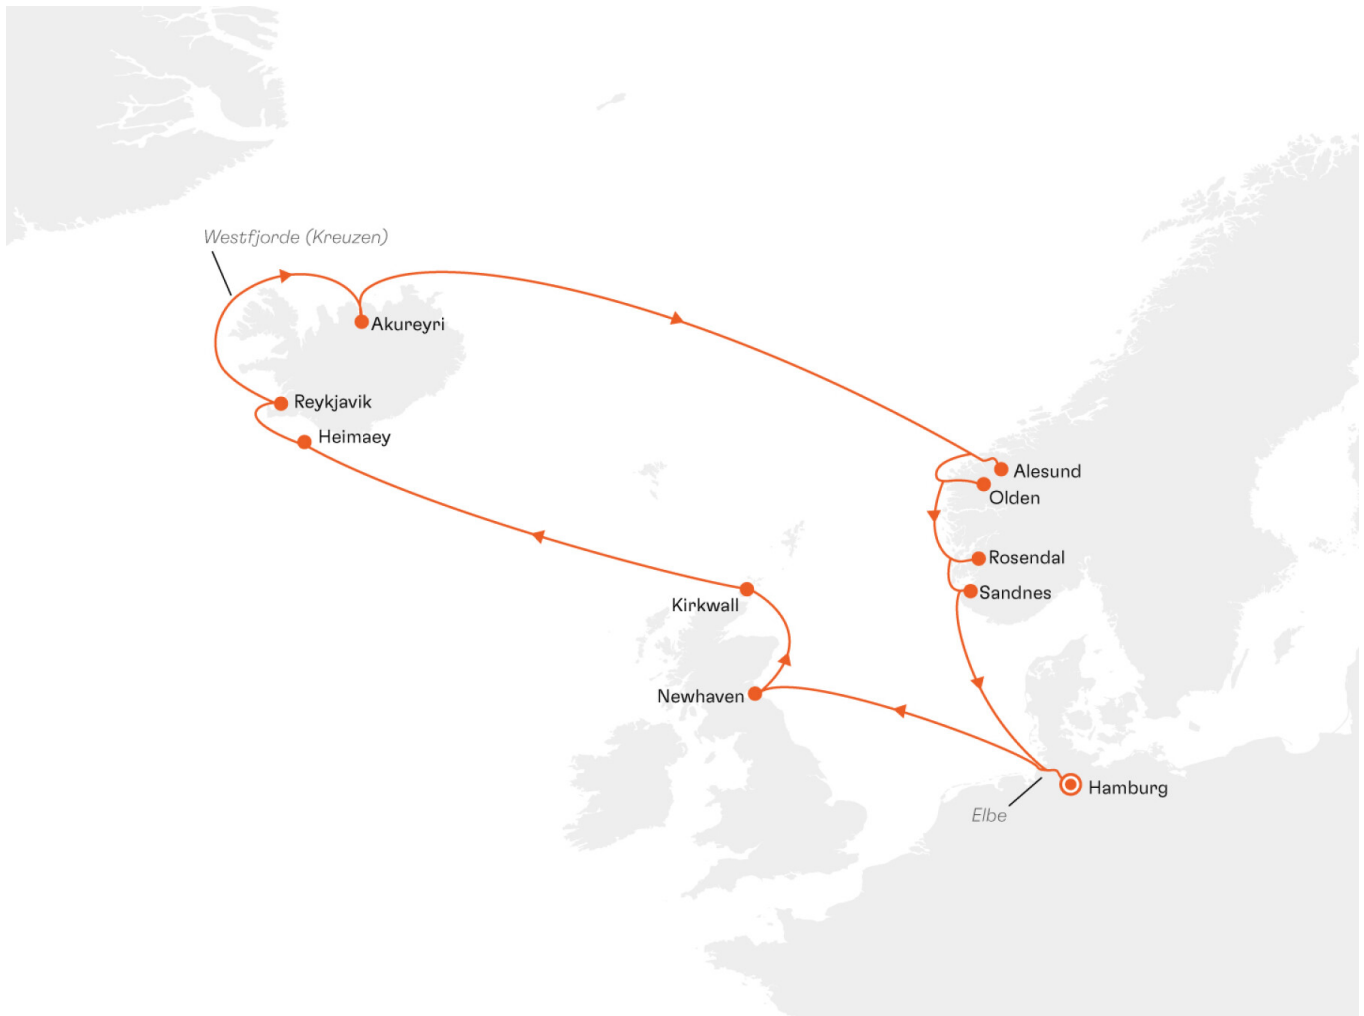 Westfjorde (Kreuzen)
Akureyri
Reykjavik
Heimaey
Alesund
Olden
Rosendal
Sandnes
Kirkwall
Newhaven
Hamburg
Elbe